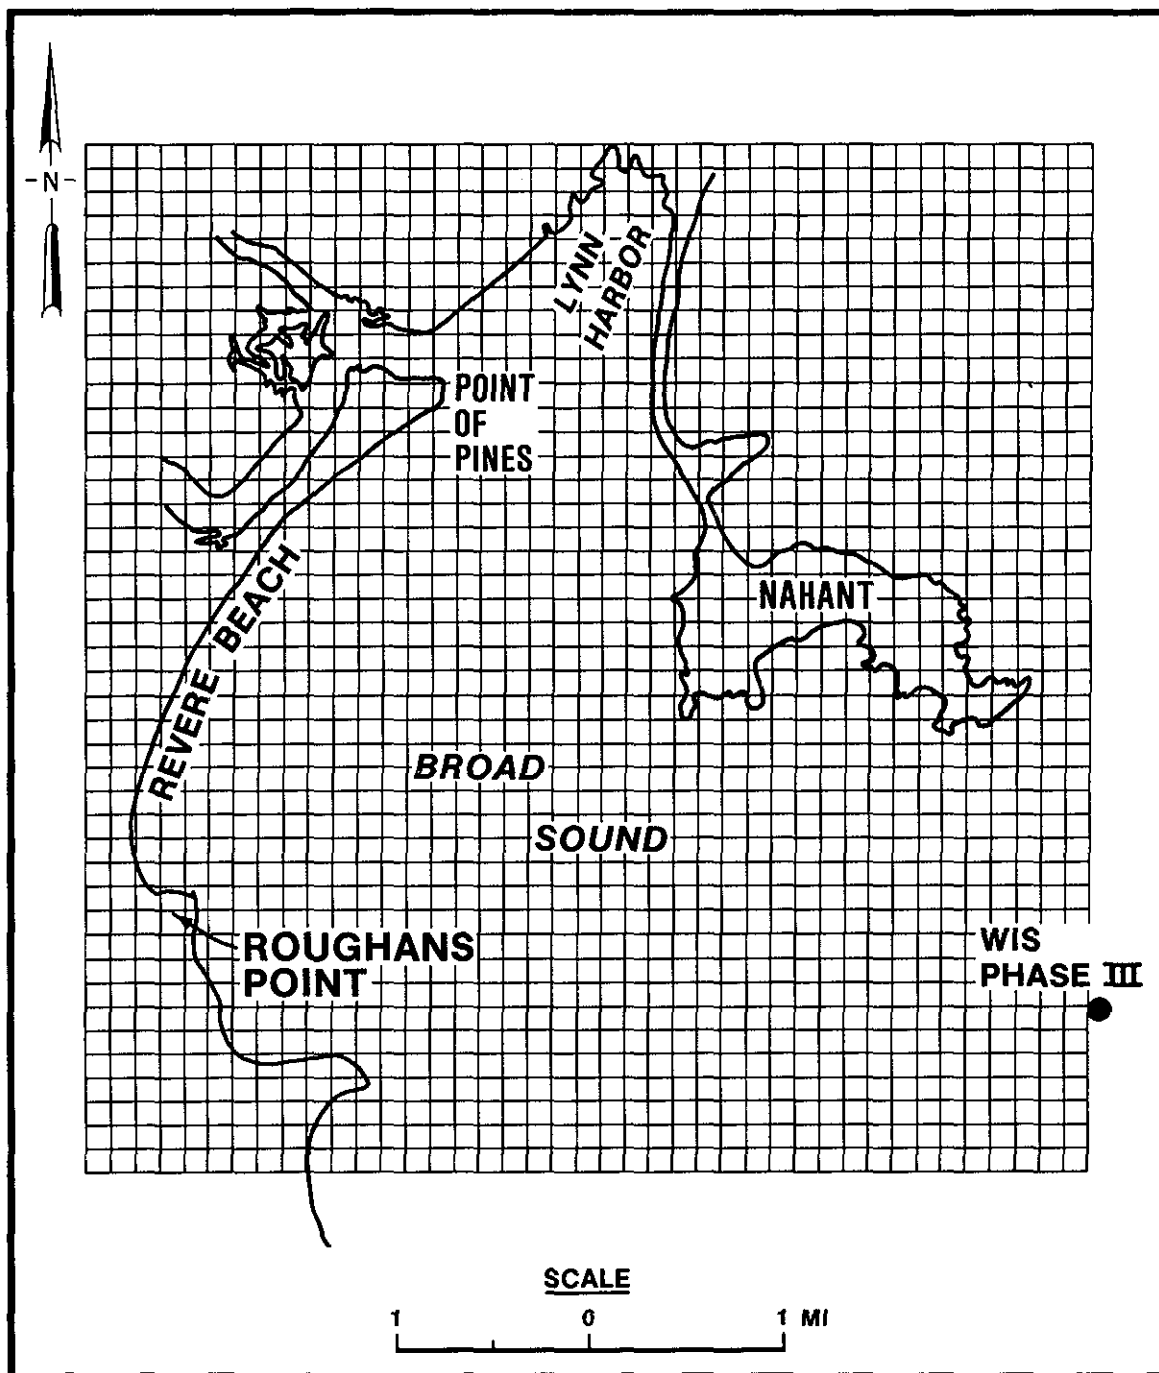 -N-
LYNN
HARBOR
POINT
OF
PINES
NAHANT
REVERE BEACH
BROAD
SOUND
ROUGHANS
POINT
WIS
PHASE III
SCALE
1 0 1 MI